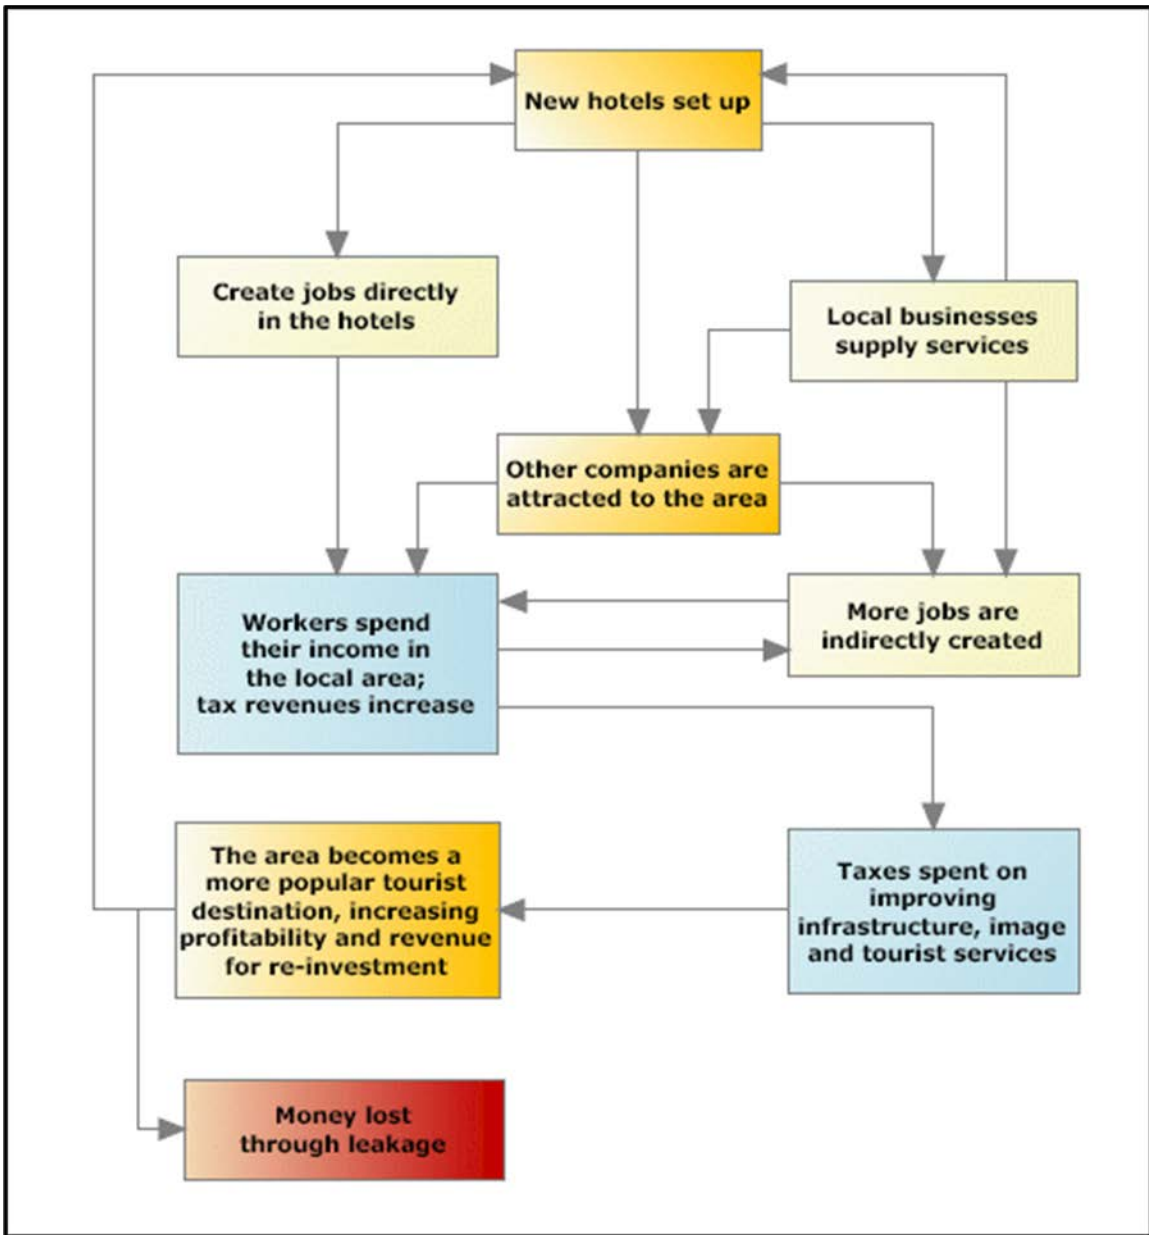 New hotels set up
Create jobs directly
in the hotels
Local businesses
supply services
Other companies are
attracted to the area
Workers spend
their income in
the local area;
tax revenues increase
More jobs are
indirectly created
The area becomes a
more popular tourist
destination, increasing
profitability and revenue
for re-investment
Taxes spent on
improving
infrastructure, image
and tourist services
Money lost
through leakage